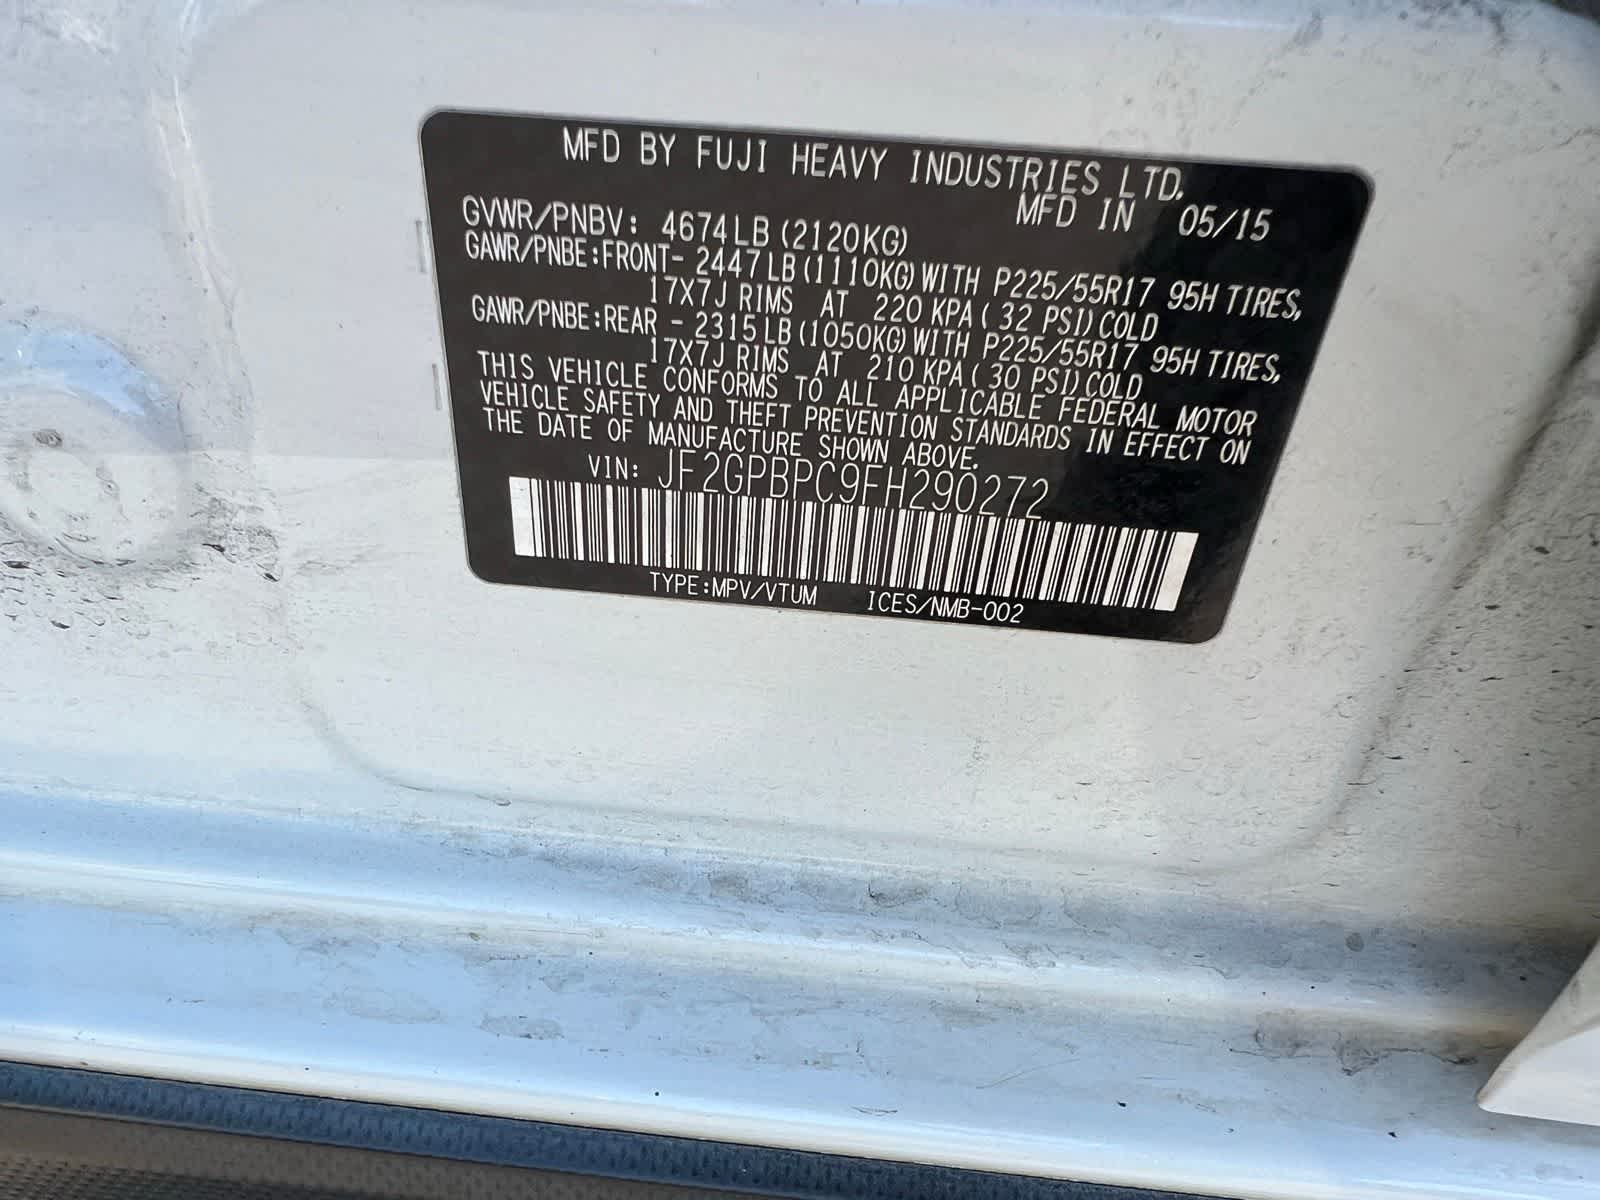 MFD BY FUJI HEAVY INDUSTRIES LTD.
MFD IN 05/15
GVWR/PNBV: 4674LB(2120KG)
GAWR/PNBE:FRONT- 2447LB(1110KG)WITH P225/55R17 95H TIRES,
17X7J RIMS AT 220 KPA( 32 PSI)COLD
GAWR/PNBE:REAR - 2315LB(1050KG)WITH P225/55R17 95H TIRES,
17X7J RIMS AT 210 KPA( 30 PSI)COLD
THIS VEHICLE CONFORMS TO ALL APPLICABLE FEDERAL MOTOR
VEHICLE SAFETY AND THEFT PREVENTION STANDARDS IN EFFECT ON
THE DATE OF MANUFACTURE SHOWN ABOVE.
VIN: JF2GPBPC9FH290272
TYPE:MPV/VTUM ICES/NMB-002